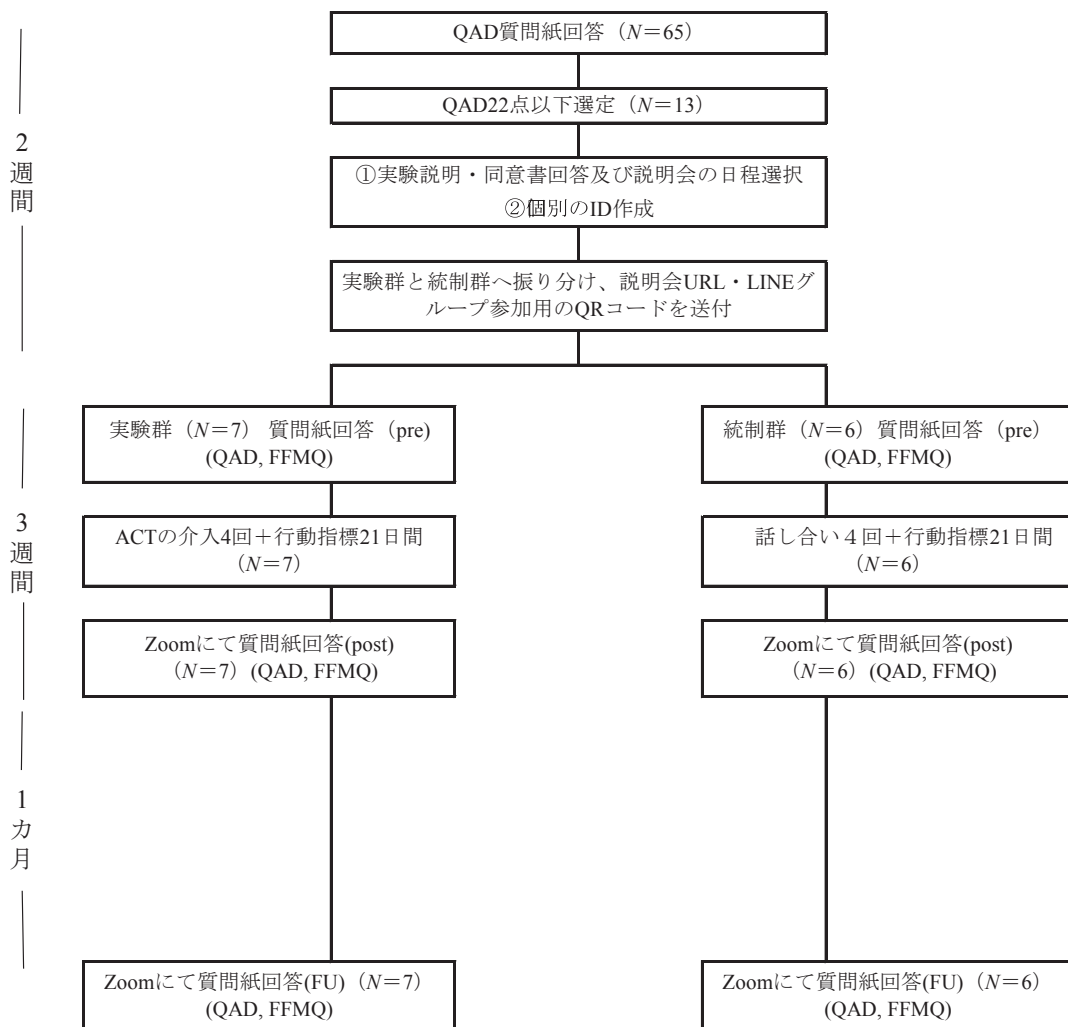 QAD質問紙回答(N=65)
QAD22点以下選定(N=13)
①実験説明・同意書回答及び説明会の日程選択
②個別のID作成
実験群と統制群へ振り分け、説明会URL・LINEグ
ループ参加用のQRコードを送付
2週間
実験群(N=7) 質問紙回答(pre)
(QAD, FFMQ)
統制群(N=6)質問紙回答(pre)
(QAD, FFMQ)
ACTの介入4回+行動指標21日間
(N=7)
話し合い4回+行動指標21日間
(N=6)
3週間
Zoomにて質問紙回答(post)
(N=7)(QAD, FFMQ)
Zoomにて質問紙回答(post)
(N=6)(QAD, FFMQ)
1カ月
Zoomにて質問紙回答(FU)(N=7)
(QAD, FFMQ)
Zoomにて質問紙回答(FU)(N=6)
(QAD, FFMQ)